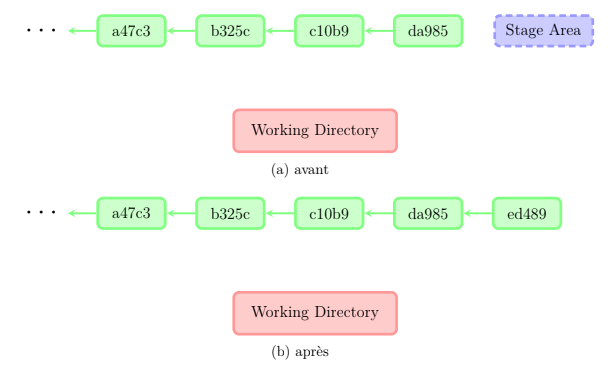 · · · a47c3 b325c c10b9 da985 Stage Area
Working Directory
(a) avant
· · · a47c3 b325c c10b9 da985 ed489
Working Directory
(b) après